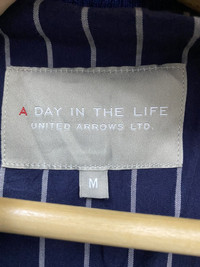 A DAY IN THE LIFE
UNITED ARROWS LTD.
M